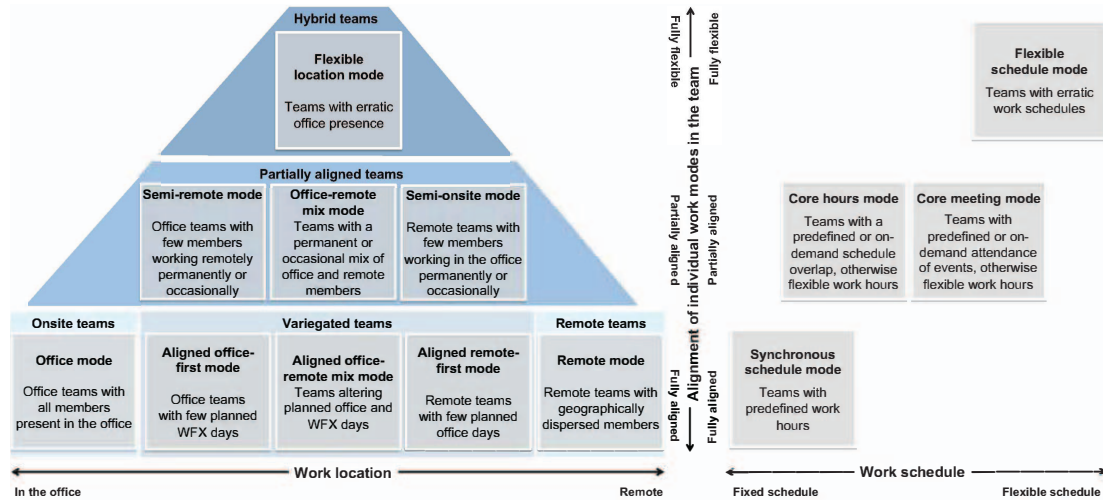 Hybrid teams
Flexible
location mode
Teams with erratic
office presence
Partially aligned teams
Semi-remote mode
Office teams with
few members
working remotely
permanently or
occasionally
Office-remote
mix mode
Teams with a
permanent or
occasional mix of
office and remote
members
Semi-onsite mode
Remote teams with
few members
working in the office
permanently or
occasionally
Onsite teams
Variegated teams
Remote teams
Office mode
Office teams with
all members
present in the office
Aligned office-
first mode
Office teams
with few planned
WFX days
Aligned office-
remote mix mode
Teams altering
planned office and
WFX days
Aligned remote-
first mode
Remote teams
with few planned
office days
Remote mode
Remote teams with
geographically
dispersed members
Work location
In the office
Remote
Fully flexible
Partially aligned
Fully aligned
Alignment of individual work modes in the team
Fully flexible
Partially aligned
Fully aligned
Flexible
schedule mode
Teams with erratic
work schedules
Core hours mode
Teams with a
predefined or on-
demand schedule
overlap, otherwise
flexible work hours
Core meeting mode
Teams with
predefined or on-
demand attendance
of events, otherwise
flexible work hours
Synchronous
schedule mode
Teams with
predefined work
hours
Work schedule
Fixed schedule
Flexible schedule